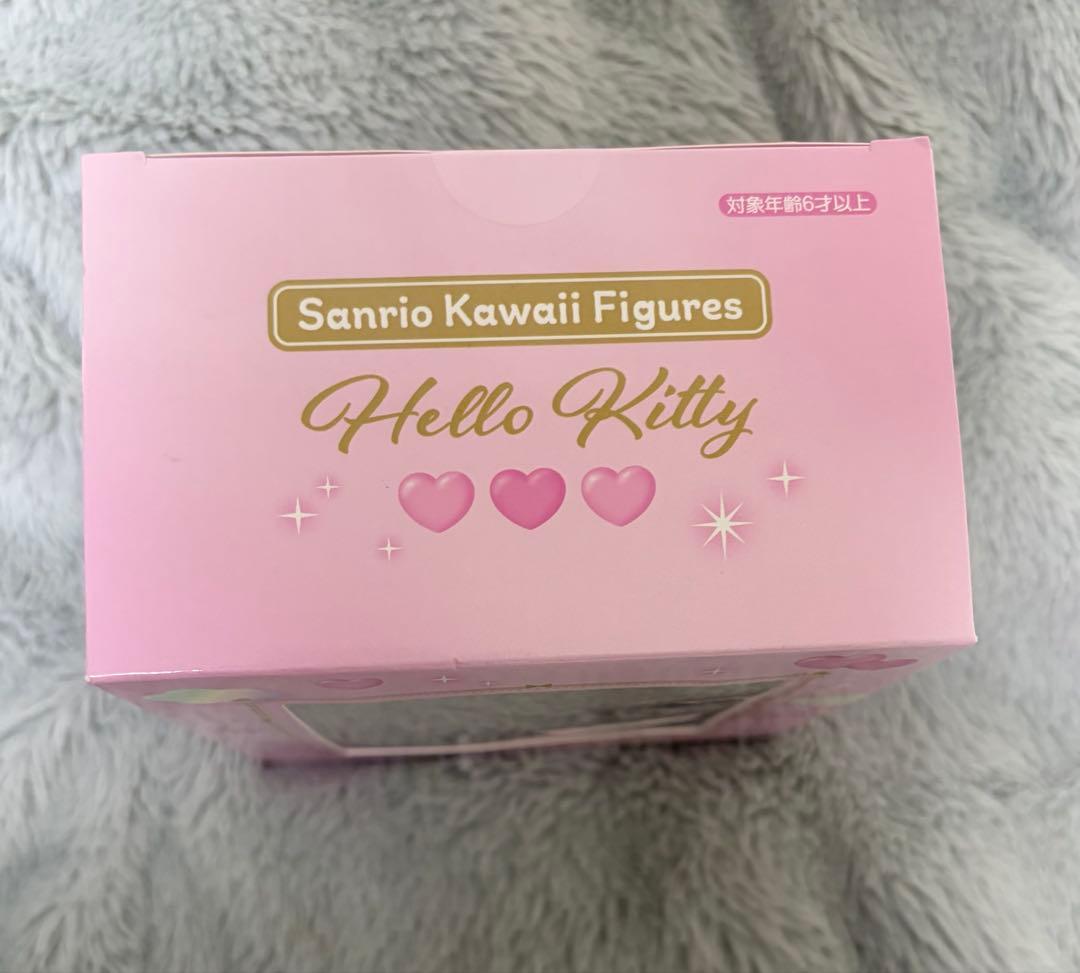 対象年齢6才以上
Sanrio Kawaii Figures
Hello Kitty